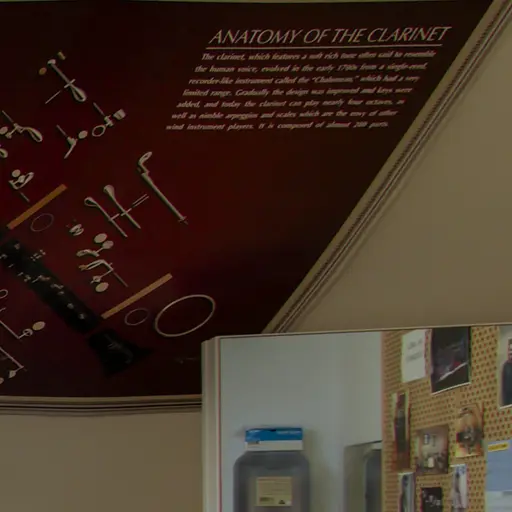 ANATOMY OF THE CLARINET
The clarinet, which features a soft rich tone often said to resemble
the human voice, evolved in the early 1700s from a single-reed,
recorder-like instrument called the "Chalumeau," which had a very
limited range. Gradually the design was improved and keys were
added, and today the clarinet can play nearly four octaves, as
well as nimble arpeggios and scales which are the envy of other
wind instrument players. It is composed of almost 200 parts.